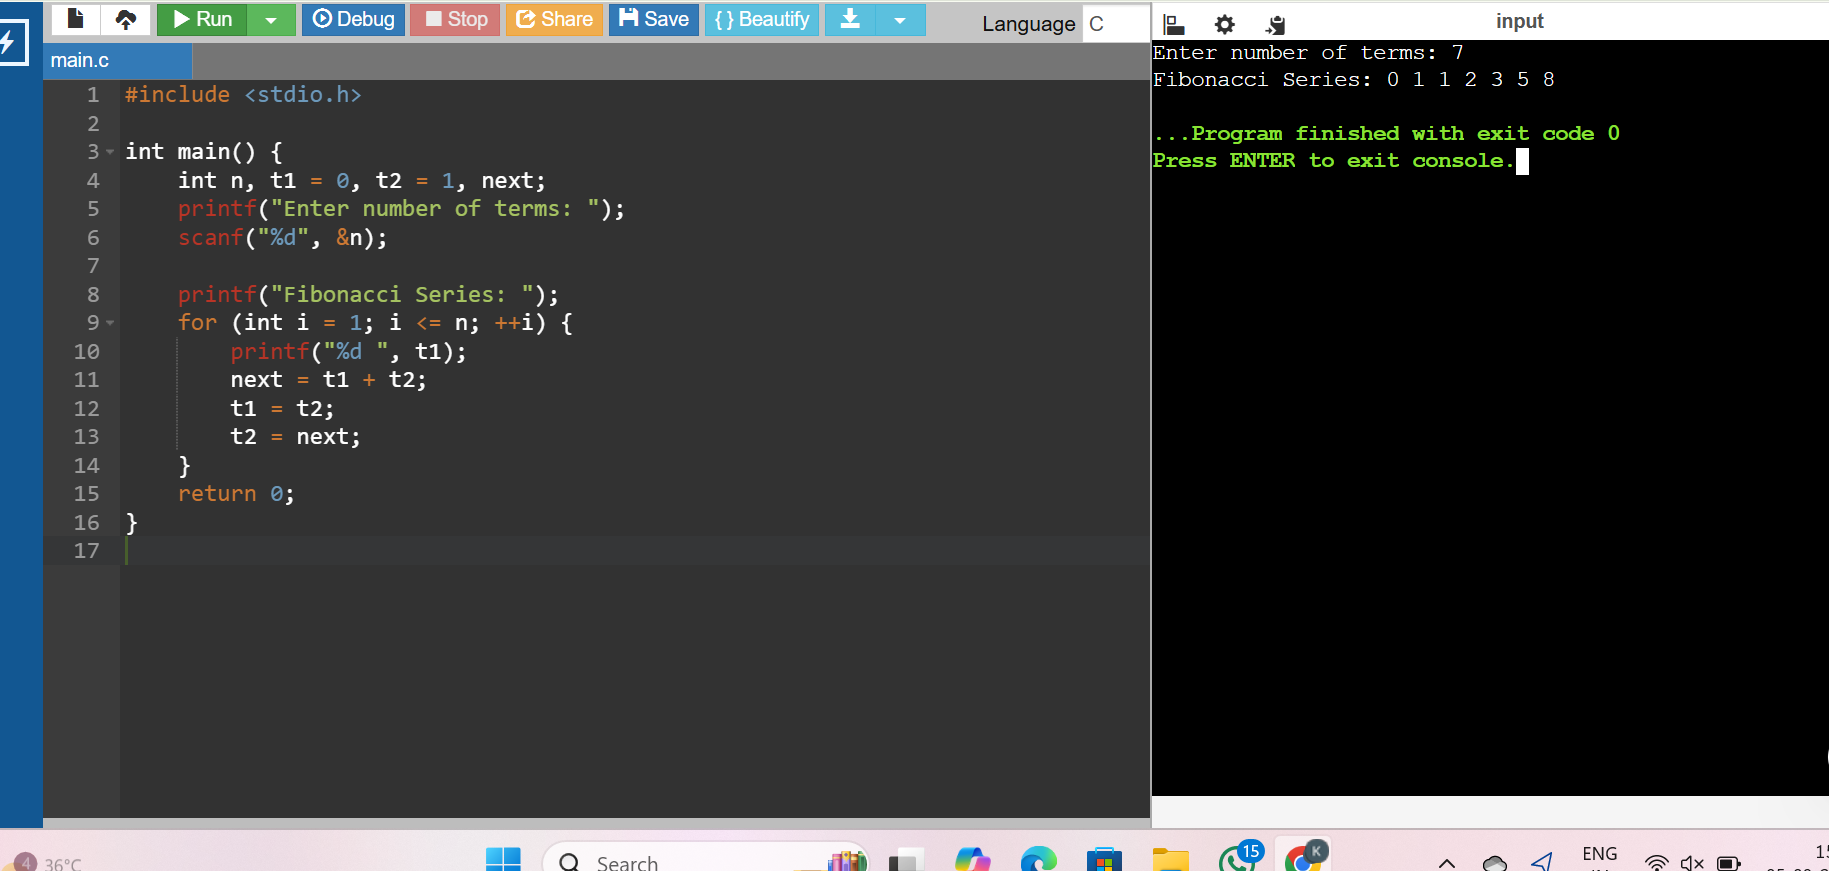 Run
Debug
Stop
Share
Save
{ } Beautify
Language C
input
main.c
1 #include <stdio.h>
2
3 int main() {
4     int n, t1 = 0, t2 = 1, next;
5     printf("Enter number of terms: ");
6     scanf("%d", &n);
7
8     printf("Fibonacci Series: ");
9     for (int i = 1; i <= n; ++i) {
10         printf("%d ", t1);
11         next = t1 + t2;
12         t1 = t2;
13         t2 = next;
14     }
15     return 0;
16 }
17
Enter number of terms: 7
Fibonacci Series: 0 1 1 2 3 5 8
...Program finished with exit code 0
Press ENTER to exit console.
4
36°C
Search
15
K
ENG